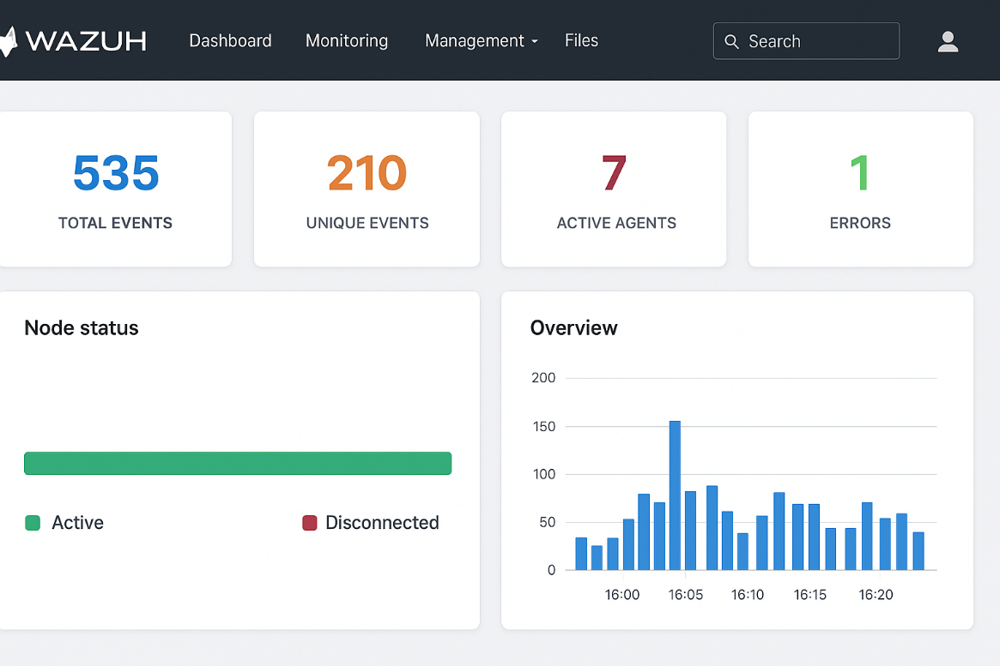 WAZUH Dashboard Monitoring Management Files Search
535 210 7 1
TOTAL EVENTS UNIQUE EVENTS ACTIVE AGENTS ERRORS
Node status
Active Disconnected
Overview
200
150
100
50
0
16:00 16:05 16:10 16:15 16:20